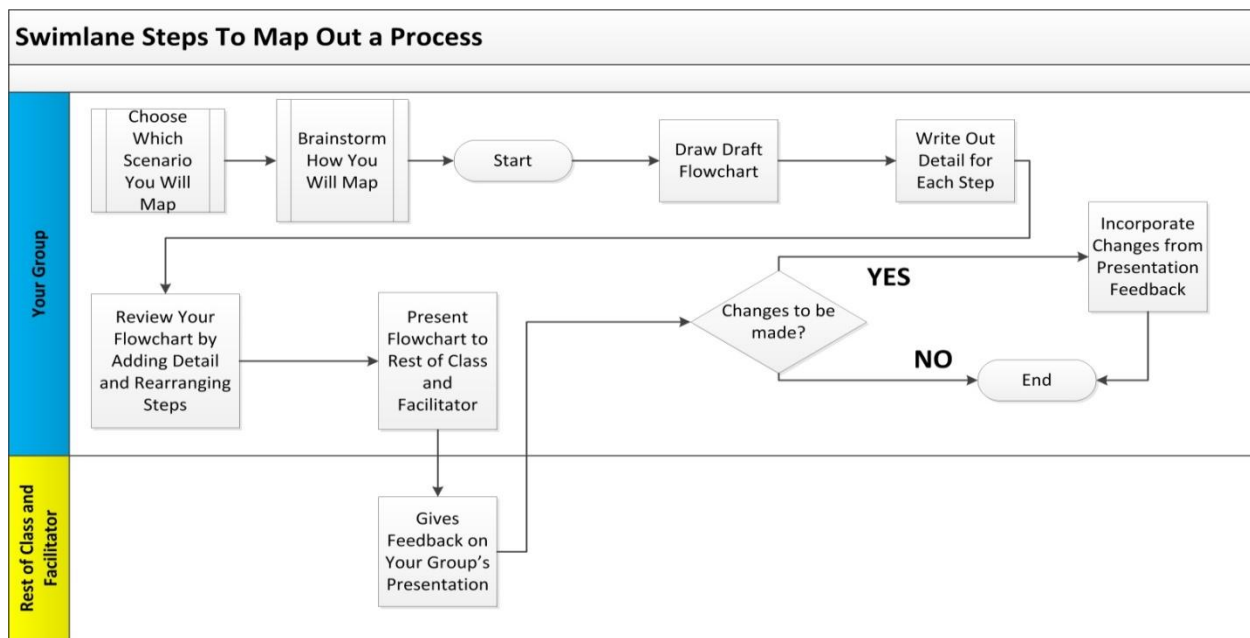 Swimlane Steps To Map Out a Process
Your Group
Choose
Which
Scenario
You Will
Map
Brainstorm
How You
Will Map
Start
Draw Draft
Flowchart
Write Out
Detail for
Each Step
Review Your
Flowchart by
Adding Detail
and Rearranging
Steps
Present
Flowchart to
Rest of Class
and
Facilitator
Changes to be
made?
YES
Incorporate
Changes from
Presentation
Feedback
NO
End
Rest of Class and
Facilitator
Gives
Feedback on
Your Group's
Presentation